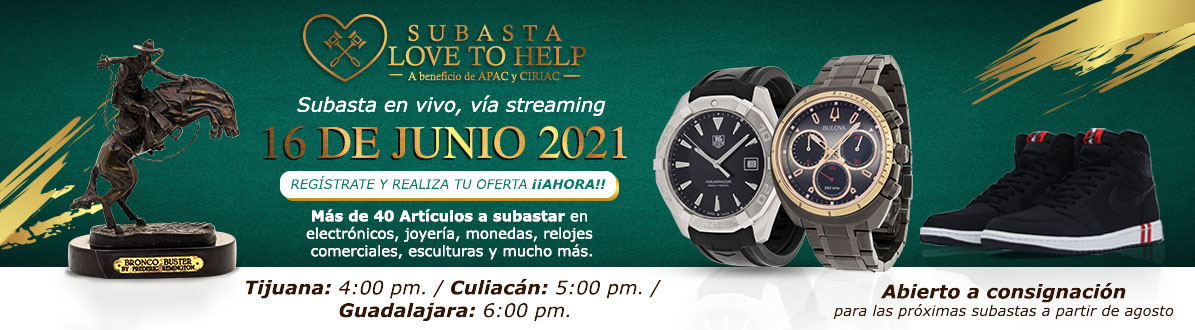 SUBASTA
LOVE TO HELP
A beneficio de APAC y CIRIAC
Subasta en vivo, vía streaming
16 DE JUNIO 2021
REGÍSTRATE Y REALIZA TU OFERTA ¡¡AHORA!!
Más de 40 Artículos a subastar en
electrónicos, joyería, monedas, relojes
comerciales, esculturas y mucho más.
BRONCO BUSTER
BY FREDERIC REMINGTON
TAG
AQUARACER
BULOVA
Tijuana: 4:00 pm. / Culiacán: 5:00 pm. /
Guadalajara: 6:00 pm.
Abierto a consignación
para las próximas subastas a partir de agosto